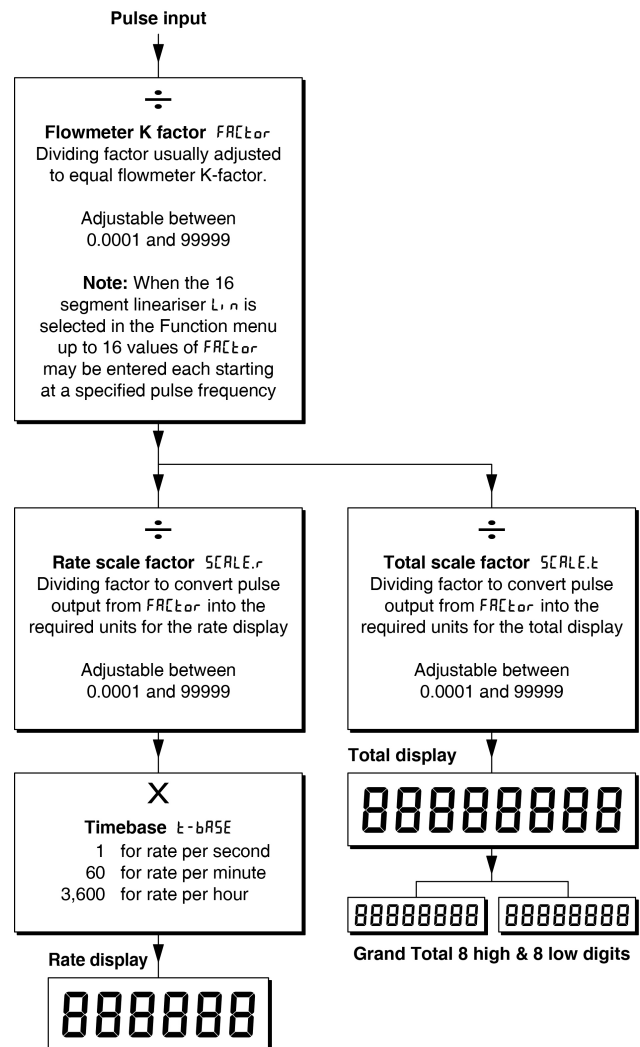 Pulse input
÷
Flowmeter K factor FACtor
Dividing factor usually adjusted
to equal flowmeter K-factor.
Adjustable between
0.0001 and 99999
Note: When the 16
segment lineariser Lin is
selected in the Function menu
up to 16 values of FACtor
may be entered each starting
at a specified pulse frequency
÷
Rate scale factor SCALE.r
Dividing factor to convert pulse
output from FACtor into the
required units for the rate display
Adjustable between
0.0001 and 99999
÷
Total scale factor SCALE.t
Dividing factor to convert pulse
output from FACtor into the
required units for the total display
Adjustable between
0.0001 and 99999
X
Timebase t-bASE
1 for rate per second
60 for rate per minute
3,600 for rate per hour
Rate display
888888
Total display
88888888
88888888 88888888
Grand Total 8 high & 8 low digits